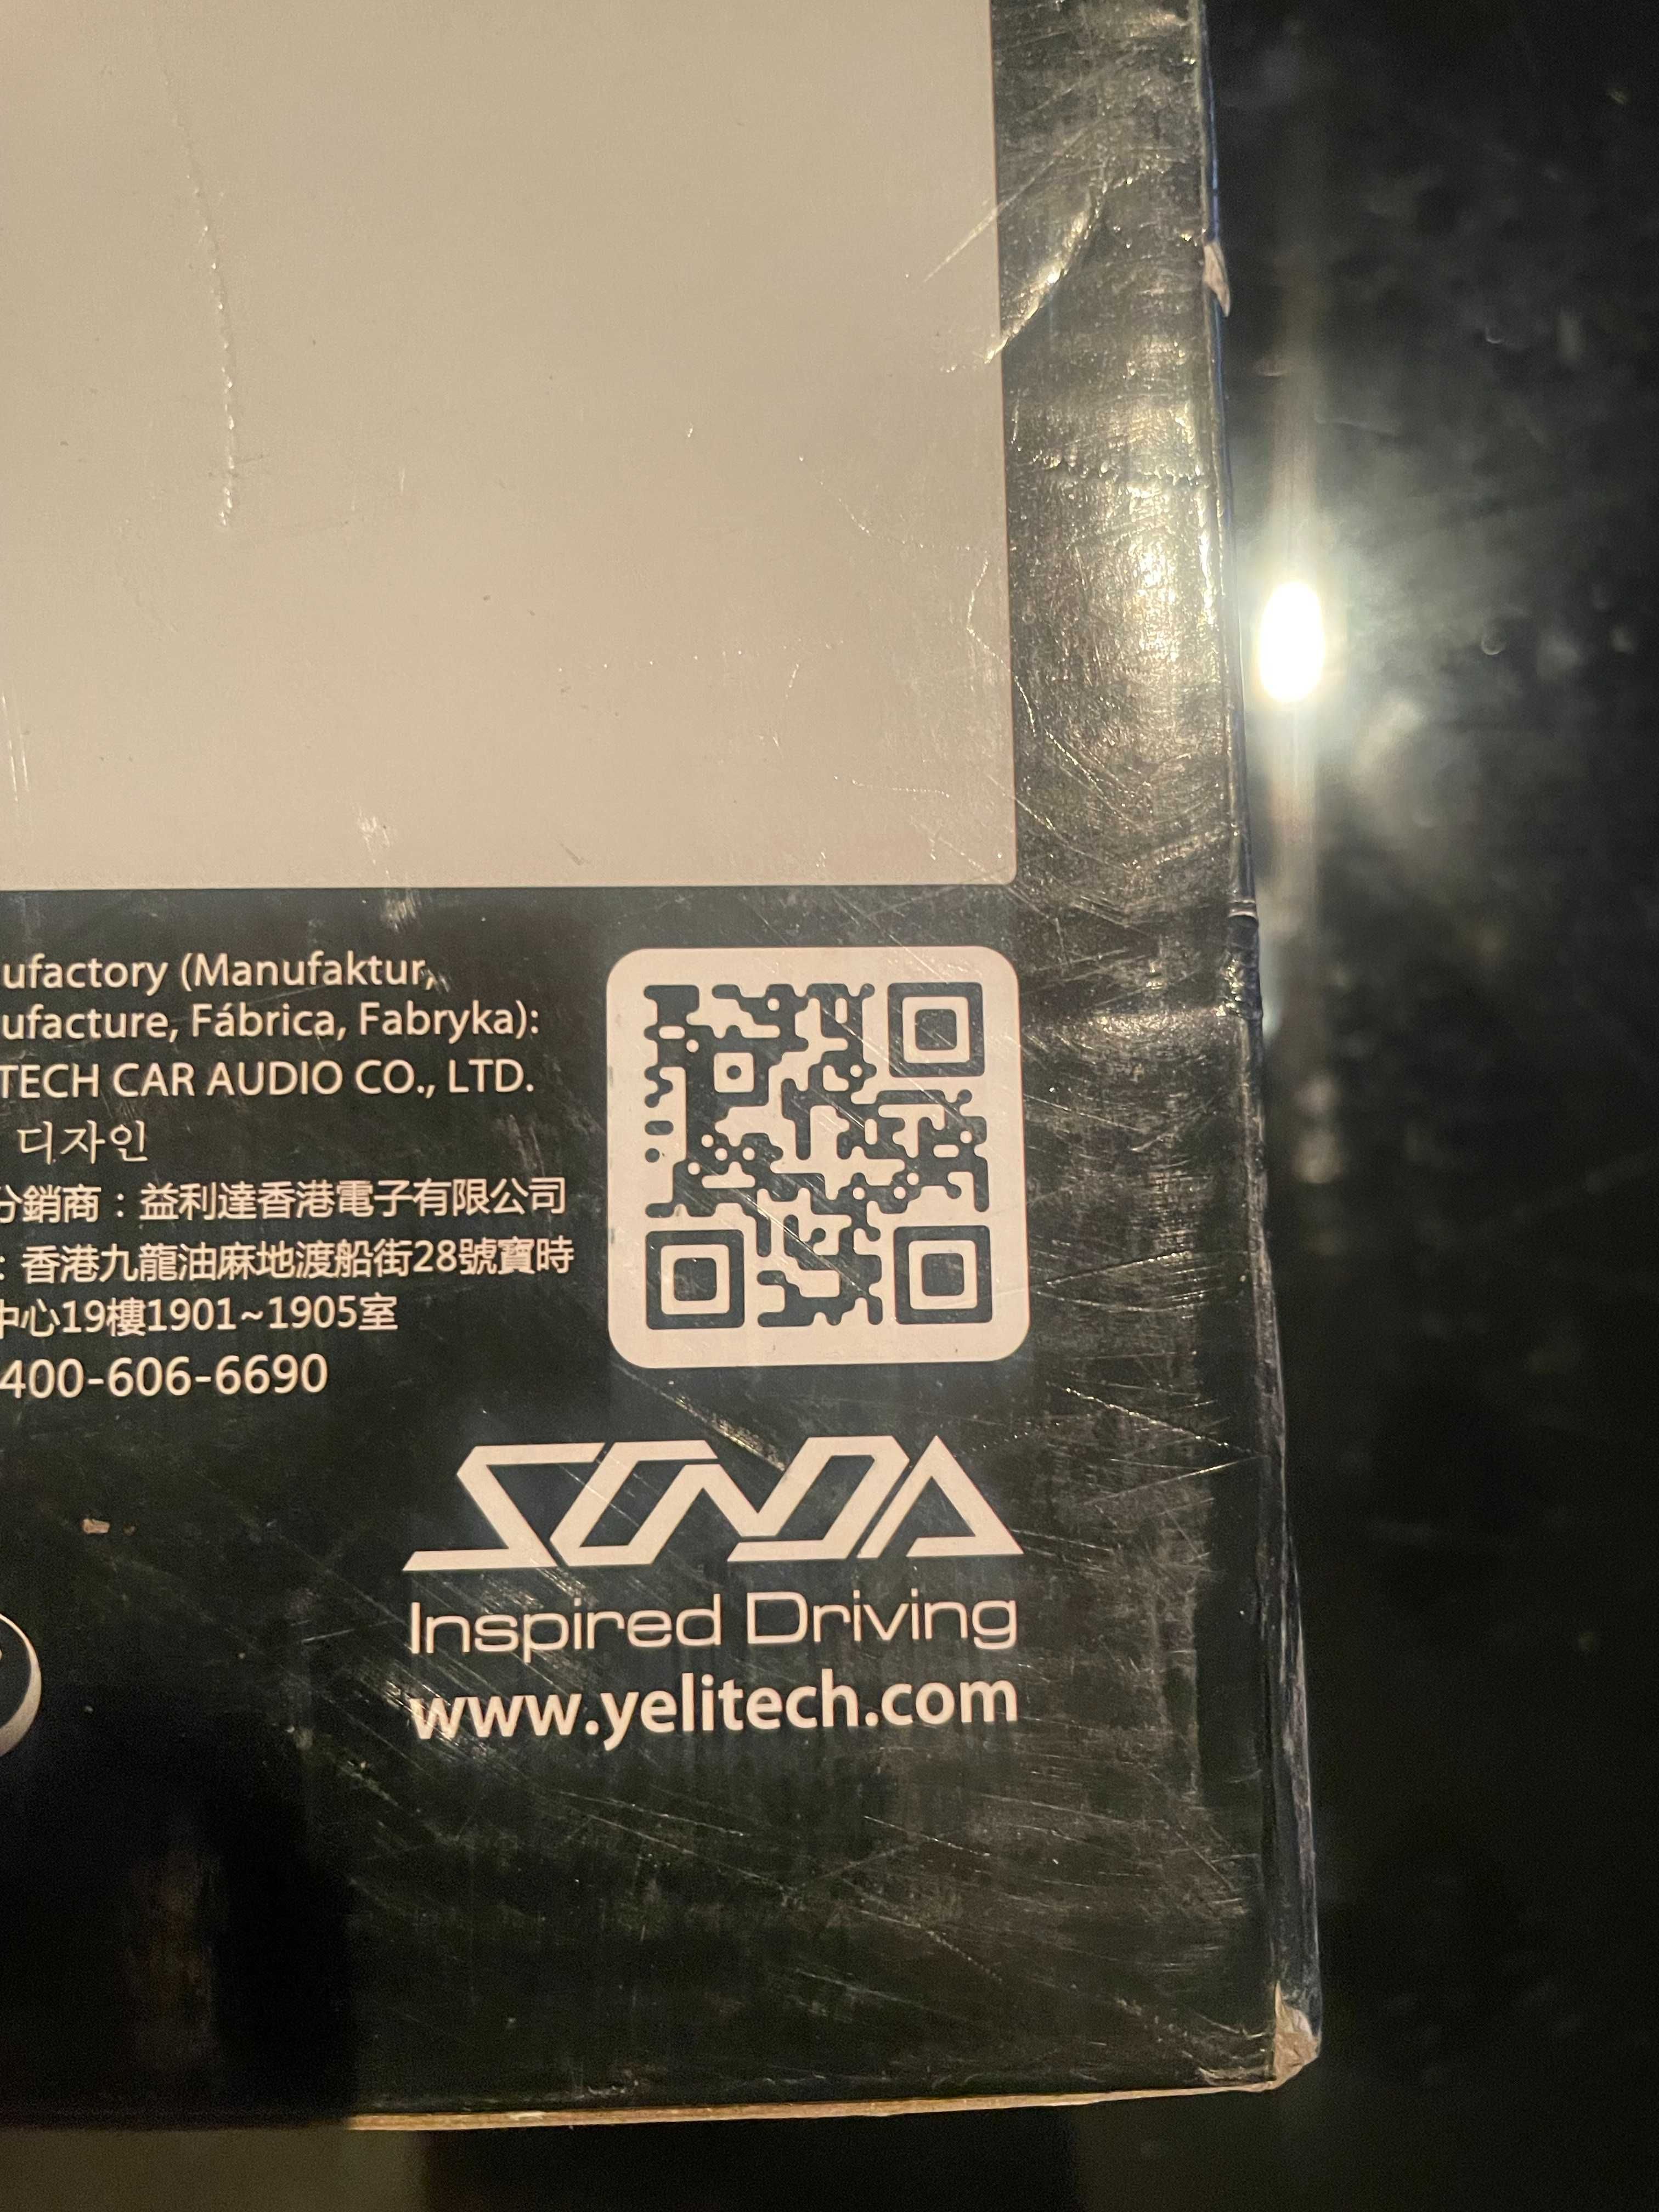 ufactory (Manufaktur,
ufacture, Fábrica, Fabryka):
TECH CAR AUDIO CO., LTD.
디자인
分銷商：益利達香港電子有限公司
：香港九龍油麻地渡船街28號寶時
中心19樓1901~1905室
400-606-6690
Inspired Driving
www.yelitech.com